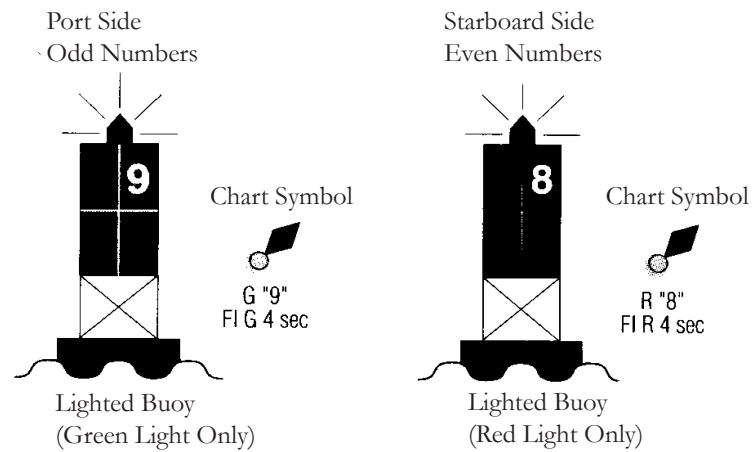 Port Side
Odd Numbers
9
Chart Symbol
G "9"
Fl G 4 sec
Lighted Buoy
(Green Light Only)
Starboard Side
Even Numbers
8
Chart Symbol
R "8"
Fl R 4 sec
Lighted Buoy
(Red Light Only)